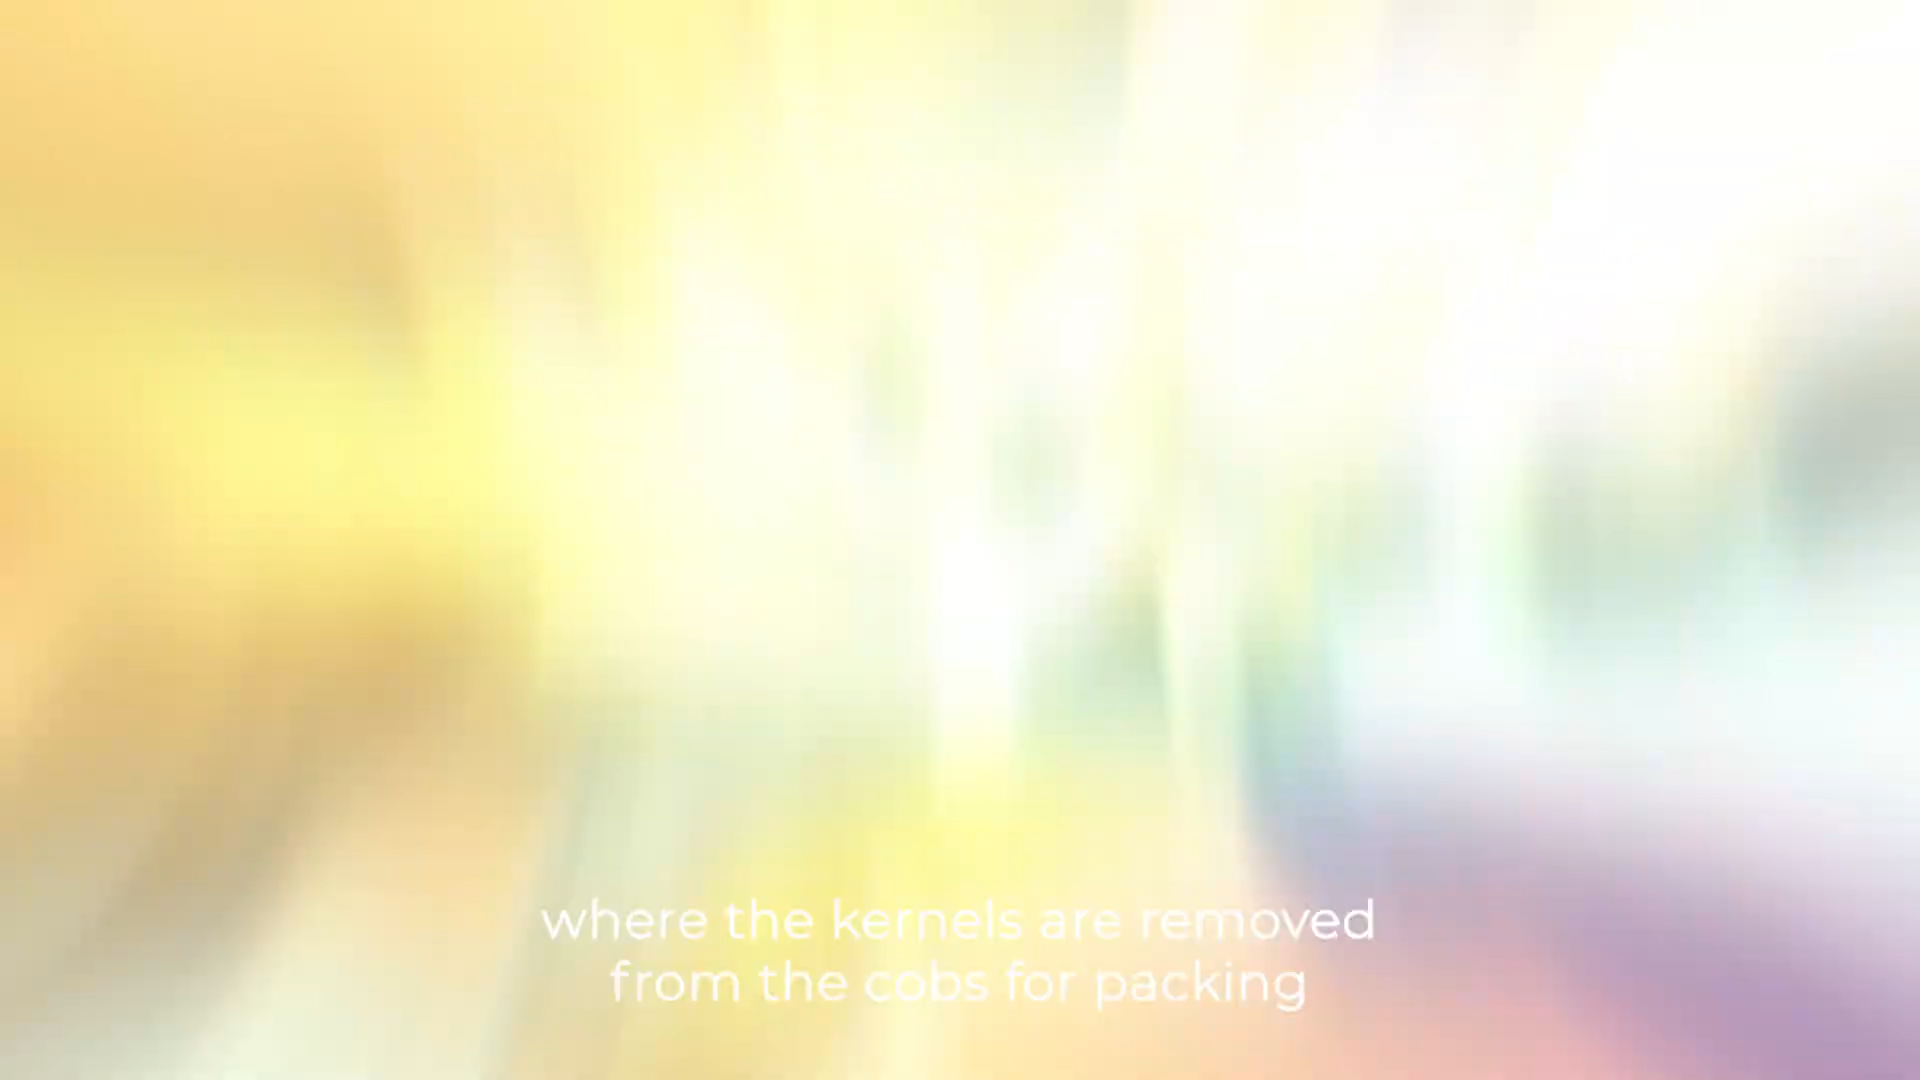 where the kernels are removed
from the cobs for packing